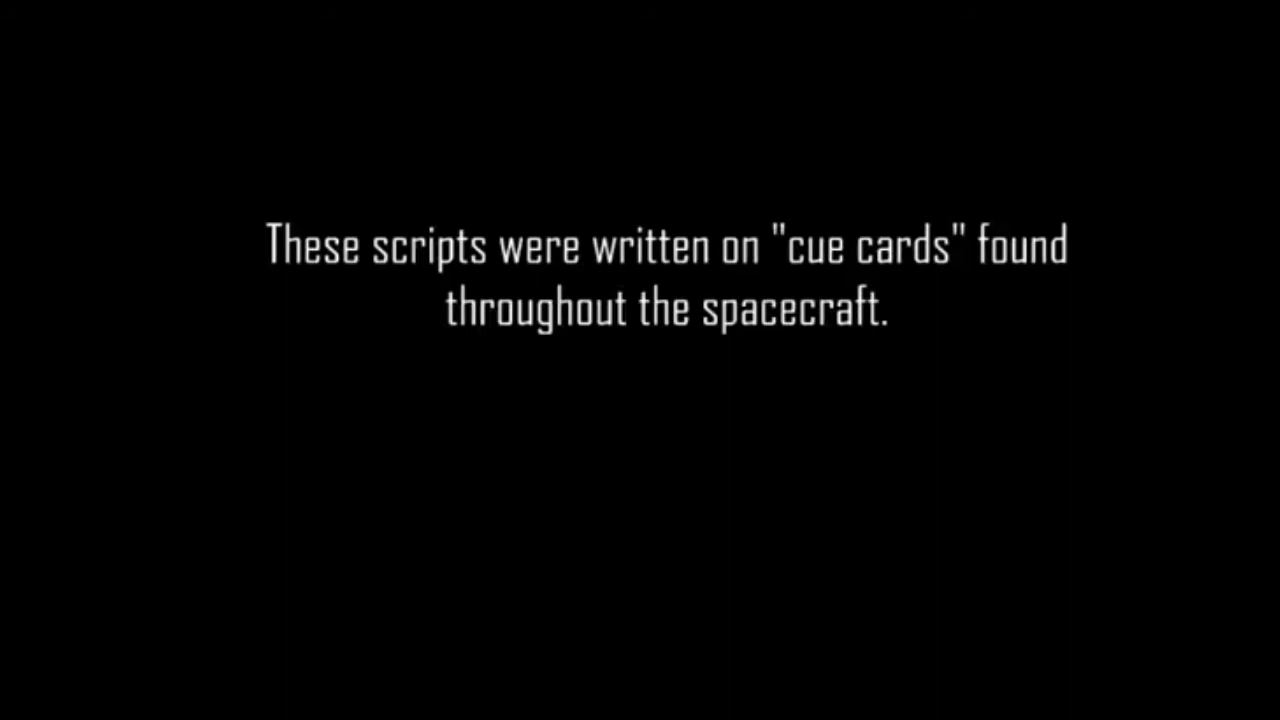 These scripts were written on "cue cards" found
throughout the spacecraft.